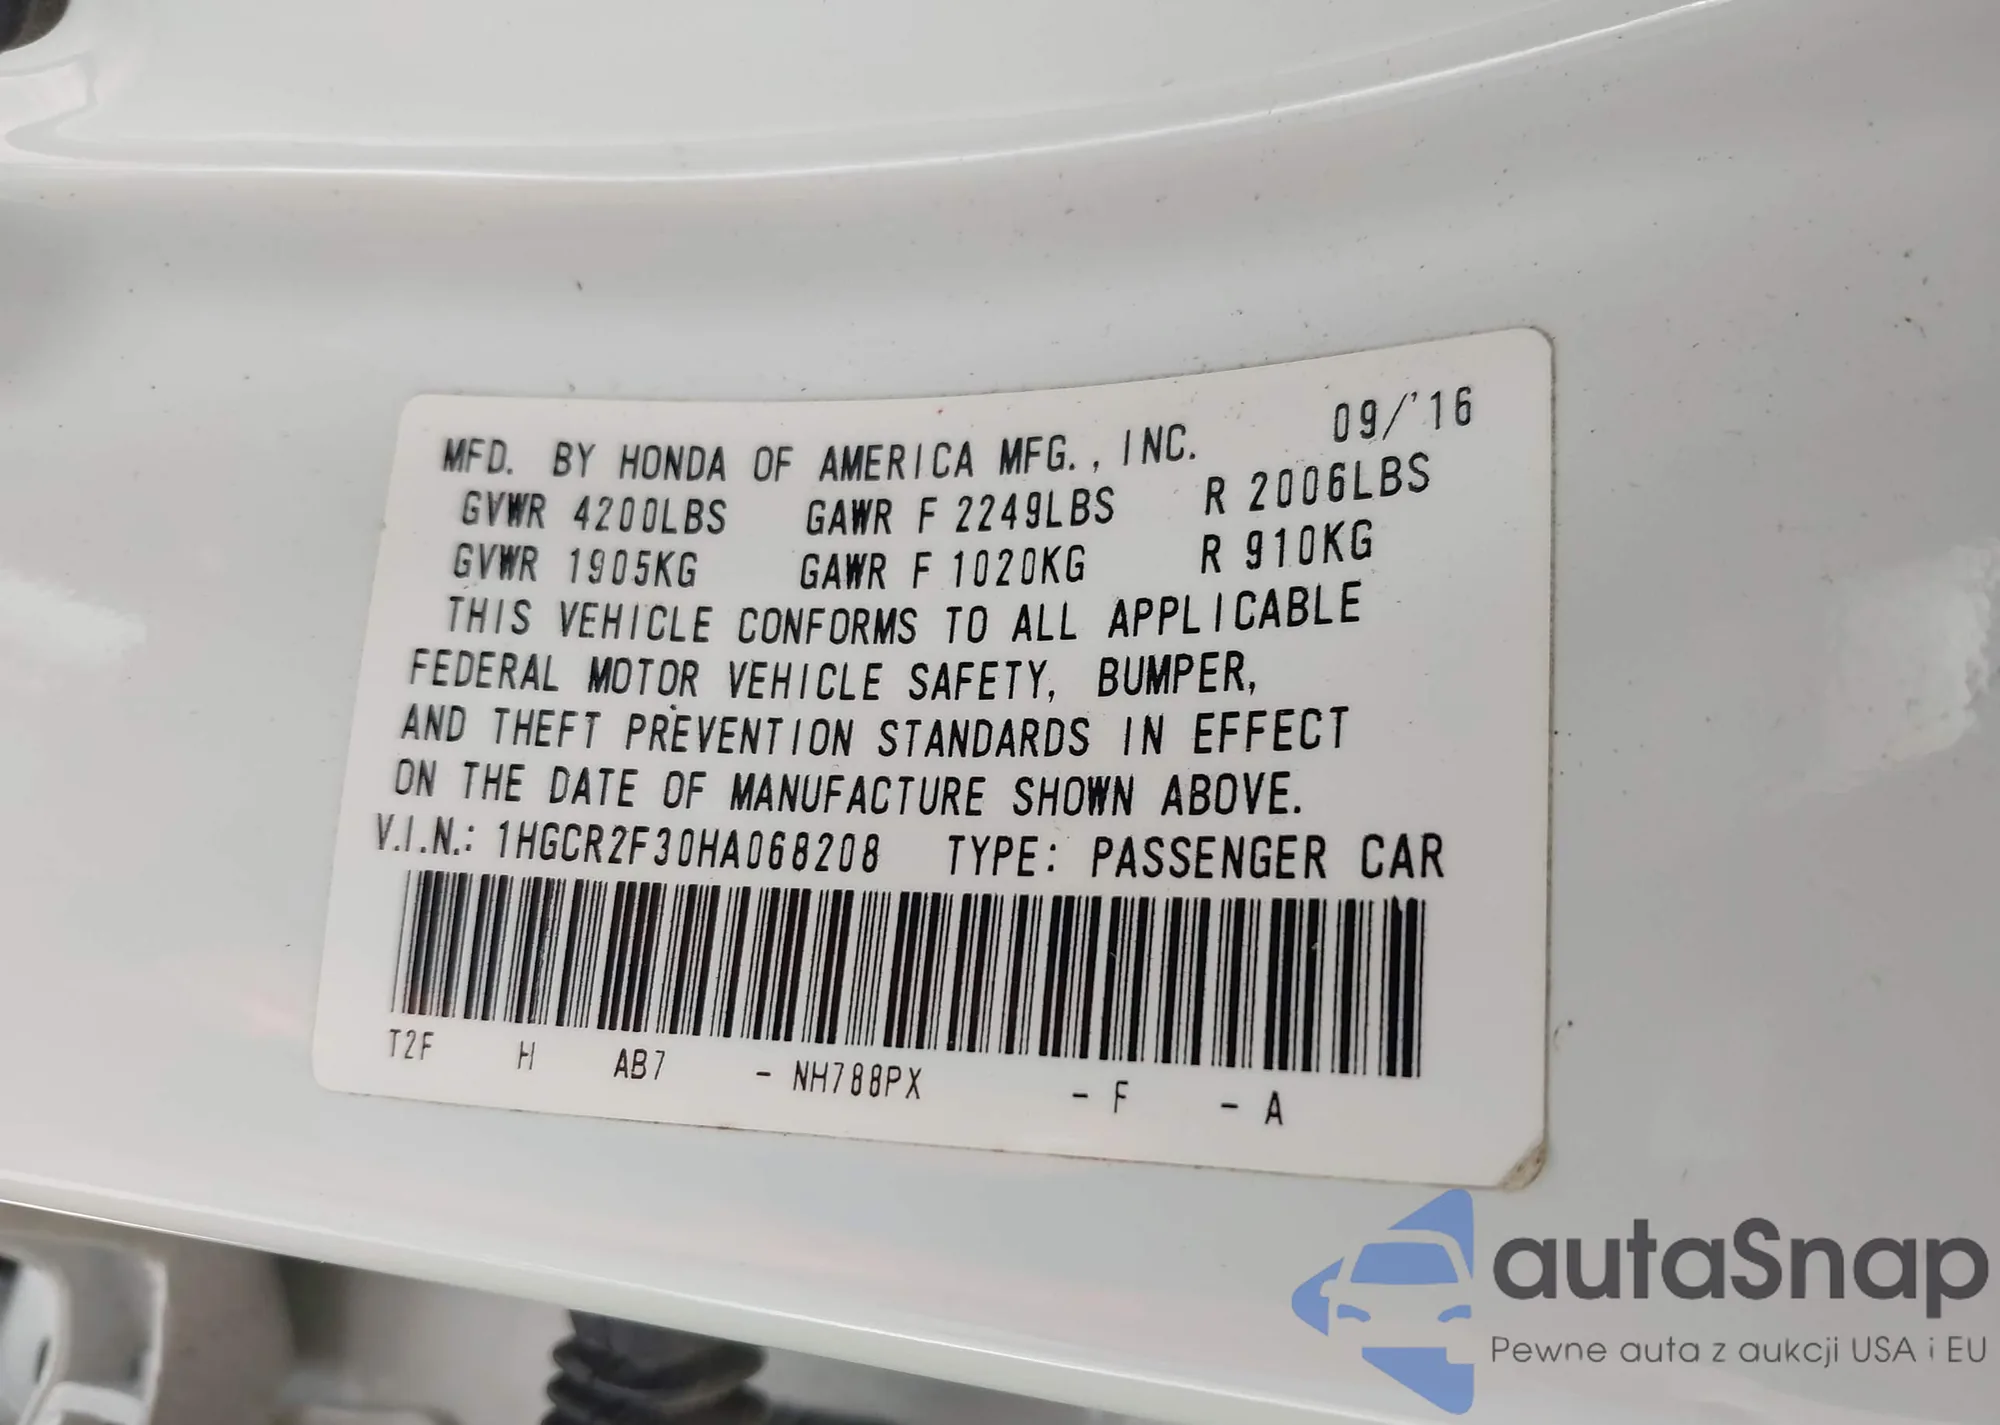 MFD. BY HONDA OF AMERICA MFG., INC. 09/'16
GVWR 4200LBS GAWR F 2249LBS R 2006LBS
GVWR 1905KG GAWR F 1020KG R 910KG
THIS VEHICLE CONFORMS TO ALL APPLICABLE
FEDERAL MOTOR VEHICLE SAFETY, BUMPER,
AND THEFT PREVENTION STANDARDS IN EFFECT
ON THE DATE OF MANUFACTURE SHOWN ABOVE.
V.I.N.: 1HGCR2F30HA068208 TYPE: PASSENGER CAR
T2F H AB7 - NH788PX - F - A
autaSnap
Pewne auta z aukcji USA i EU